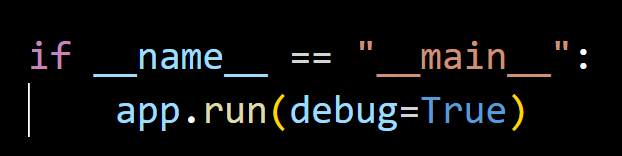 if __name__ == "__main__":
    app.run(debug=True)